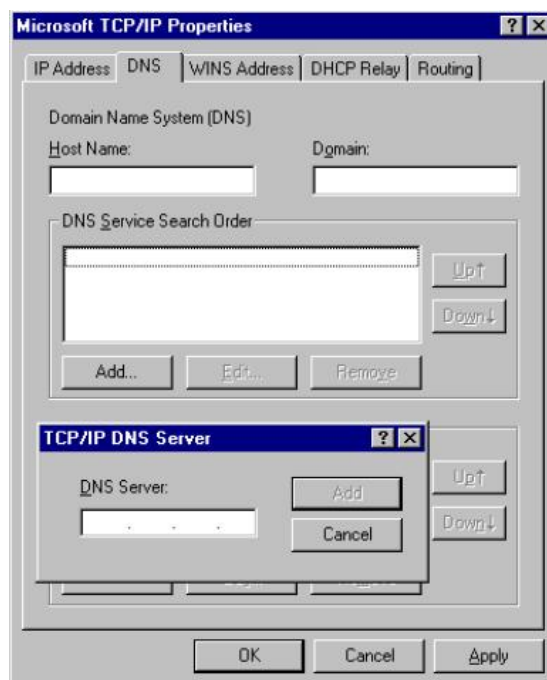 Microsoft TCP/IP Properties
IP Address DNS WINS Address DHCP Relay Routing
Domain Name System (DNS)
Host Name: Domain:
DNS Service Search Order
Up↑
Down↓
Add... Edit... Remove
TCP/IP DNS Server
DNS Server:
Add
. . .
Cancel
Up↑
Down↓
OK Cancel Apply